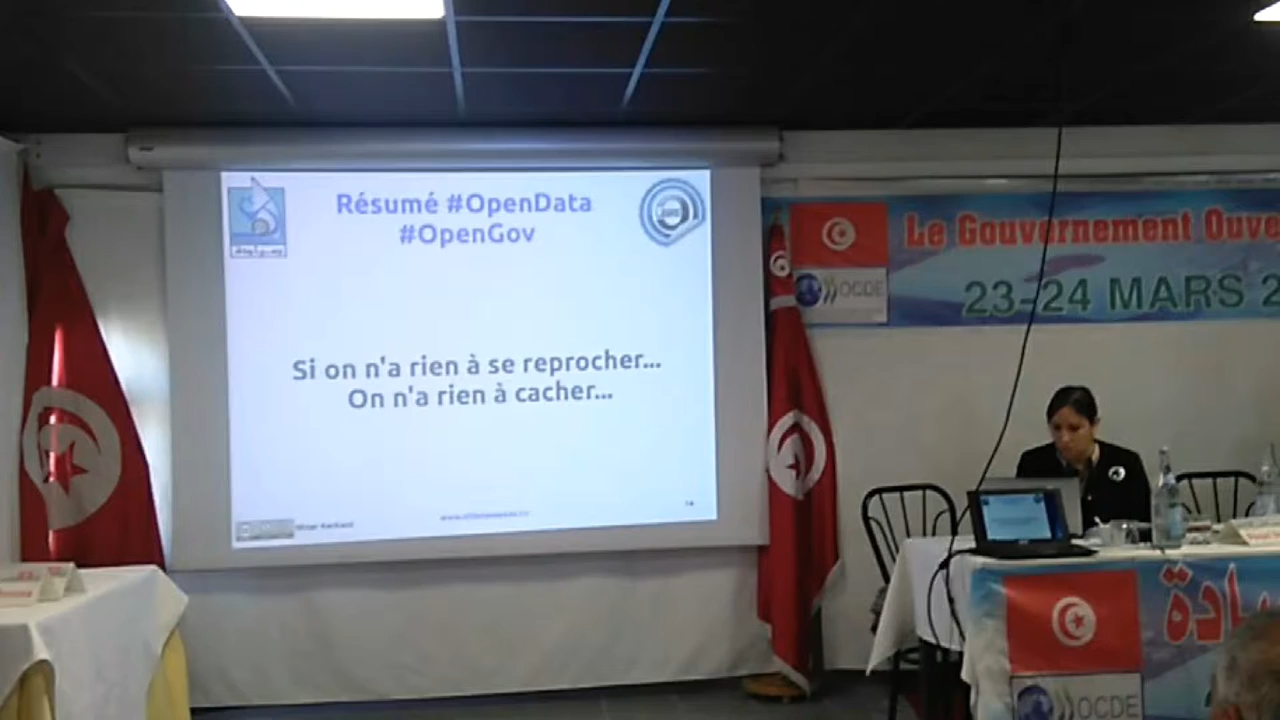 Résumé #OpenData
#OpenGov
Si on n'a rien à se reprocher...
On n'a rien à cacher...
14
Le Gouvernement Ouve
OCDE
23-24 MARS 2
OCDE